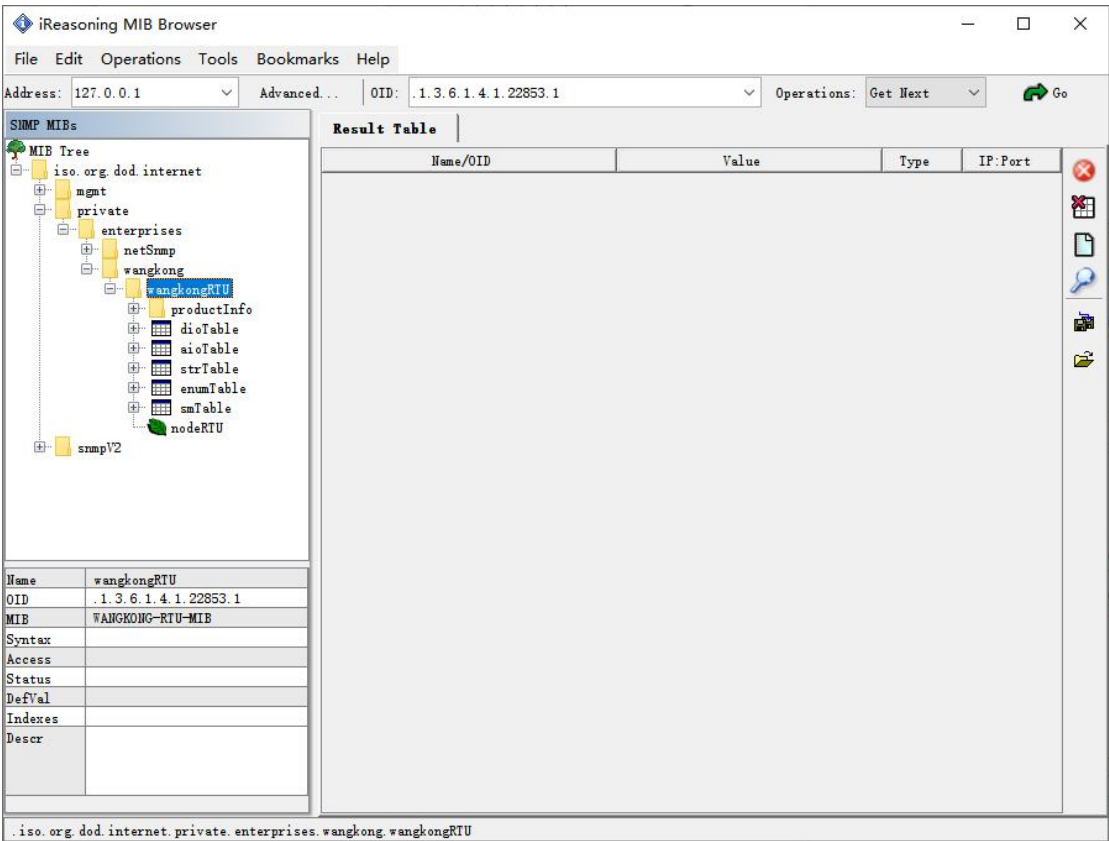 iReasoning MIB Browser
File Edit Operations Tools Bookmarks Help
Address: 127.0.0.1 Advanced... OID: .1.3.6.1.4.1.22853.1 Operations: Get Next Go
SNMP MIBs
MIB Tree
iso.org.dod.internet
mgmt
private
enterprises
netSnmp
wangkong
wangkongRTU
productInfo
dioTable
aioTable
strTable
enumTable
smTable
nodeRTU
snmpV2
Result Table
Name/OID Value Type IP:Port
Name wangkongRTU
OID .1.3.6.1.4.1.22853.1
MIB WANGKONG-RTU-MIB
Syntax
Access
Status
DefVal
Indexes
Descr
.iso.org.dod.internet.private.enterprises.wangkong.wangkongRTU